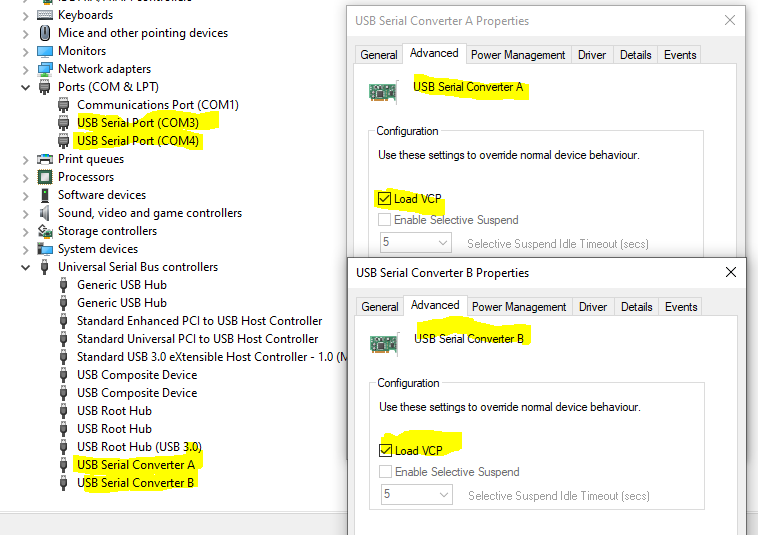 Keyboards
Mice and other pointing devices
Monitors
Network adapters
Ports (COM & LPT)
Communications Port (COM1)
USB Serial Port (COM3)
USB Serial Port (COM4)
Print queues
Processors
Software devices
Sound, video and game controllers
Storage controllers
System devices
Universal Serial Bus controllers
Generic USB Hub
Generic USB Hub
Standard Enhanced PCI to USB Host Controller
Standard Universal PCI to USB Host Controller
Standard USB 3.0 eXtensible Host Controller - 1.0 (M
USB Composite Device
USB Composite Device
USB Root Hub
USB Root Hub
USB Root Hub (USB 3.0)
USB Serial Converter A
USB Serial Converter B
USB Serial Converter A Properties
General Advanced Power Management Driver Details Events
USB Serial Converter A
Configuration
Use these settings to override normal device behaviour.
Load VCP
Enable Selective Suspend
5 Selective Suspend Idle Timeout (secs)
USB Serial Converter B Properties
General Advanced Power Management Driver Details Events
USB Serial Converter B
Configuration
Use these settings to override normal device behaviour.
Load VCP
Enable Selective Suspend
5 Selective Suspend Idle Timeout (secs)